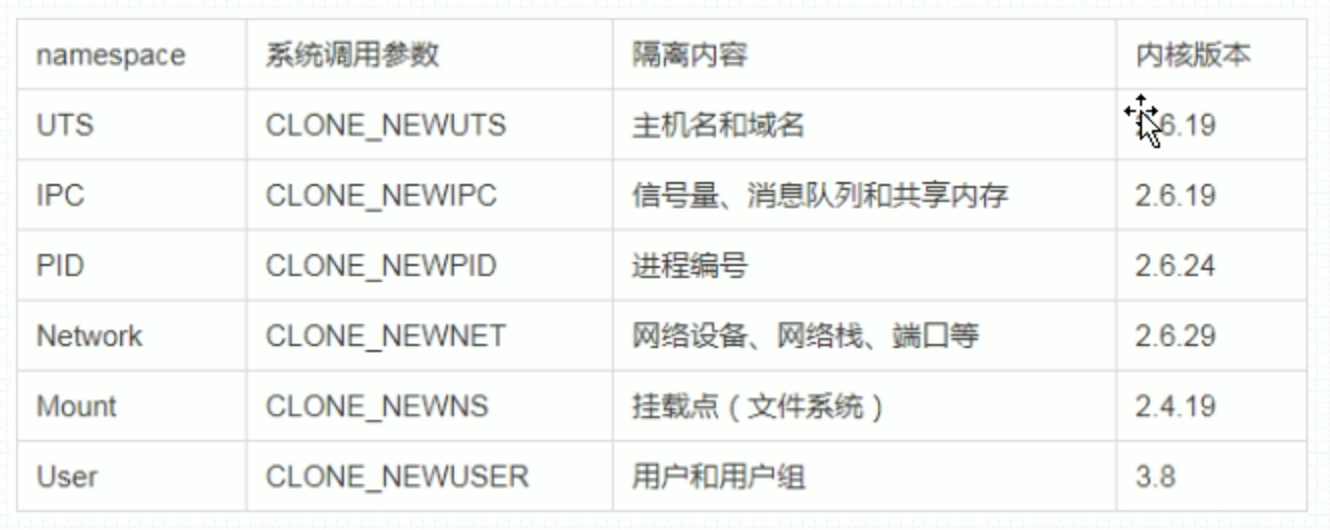 namespace 系统调用参数 隔离内容 内核版本
UTS CLONE_NEWUTS 主机名和域名 6.19
IPC CLONE_NEWIPC 信号量、消息队列和共享内存 2.6.19
PID CLONE_NEWPID 进程编号 2.6.24
Network CLONE_NEWNET 网络设备、网络栈、端口等 2.6.29
Mount CLONE_NEWNS 挂载点（文件系统） 2.4.19
User CLONE_NEWUSER 用户和用户组 3.8